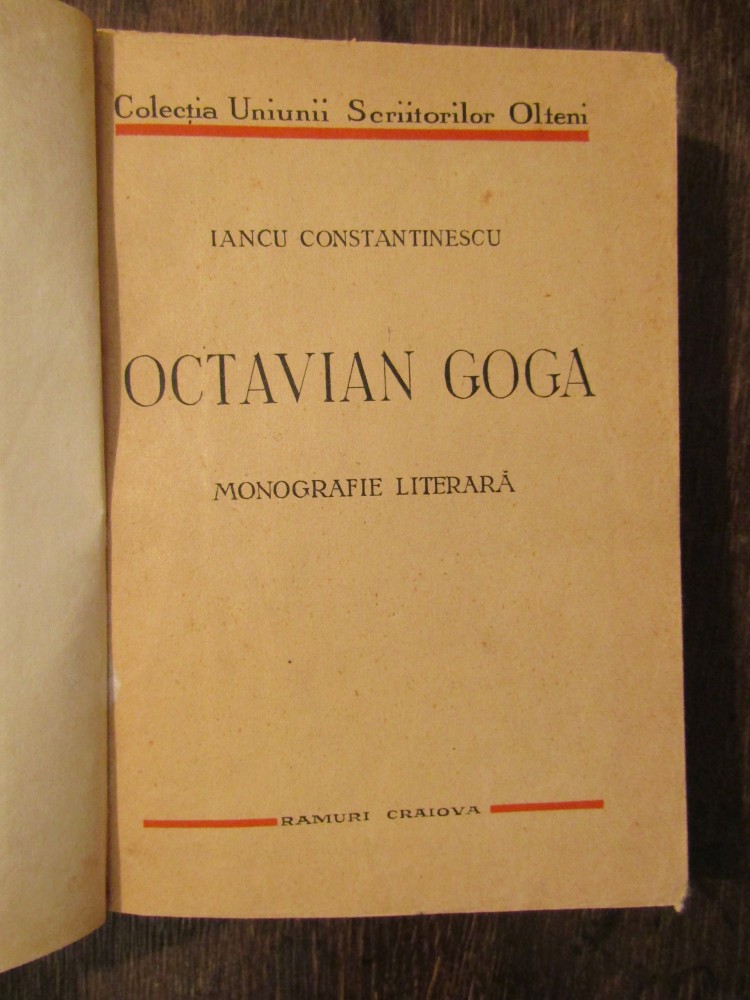 Colecția Uniunii Scriitorilor Olteni
IANCU CONSTANTINESCU
OCTAVIAN GOGA
MONOGRAFIE LITERARĂ
RAMURI CRAIOVA